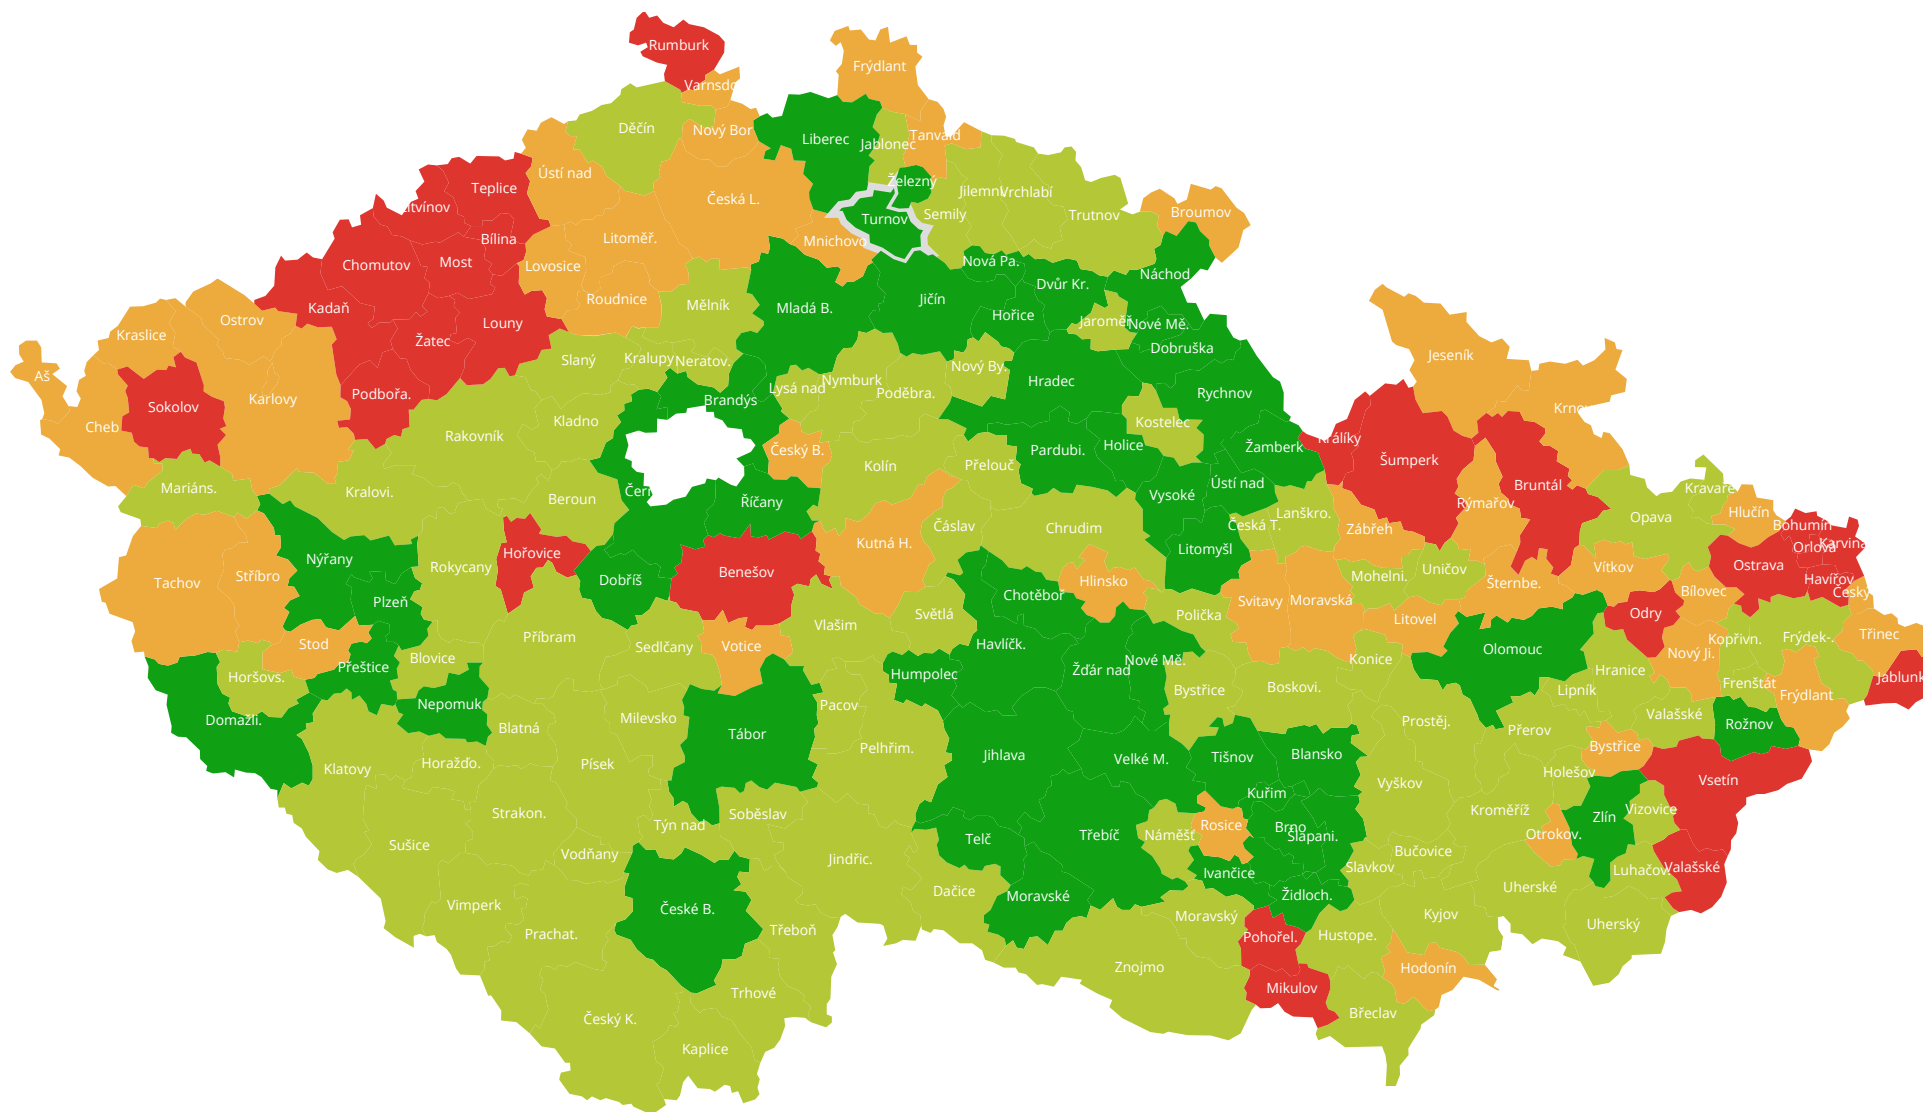 Rumburk
Frýdlant
Varnsdo
Děčín
Nový Bor
Liberec
Jablonec
Tanvald
Ústí nad
Teplice
Železný
Jilemni
Vrchlabí
Česká L.
Turnov
Semily
Trutnov
Broumov
tvínov
Bílina
Litoměř.
Mnichovo
Chomutov
Most
Lovosice
Nová Pa.
Náchod
Dvůr Kr.
Kadaň
Roudnice
Mělník
Mladá B.
Jičín
Hořice
Ostrov
Kraslice
Louny
Žatec
Jaroměř
Nové Mě.
Dobruška
Jeseník
Slaný
Kralupy
Neratov.
Nový By.
Aš
Sokolov
Karlovy
Podbořa.
Brandýs
Lysá nad
Nymburk
Poděbra.
Hradec
Rychnov
Krnov
Cheb
Rakovník
Kladno
Český B.
Kostelec
Králíky
Šumperk
Kolín
Přelouč
Pardubi.
Holice
Žamberk
Mariáns.
Kralovi.
Beroun
Čern
Říčany
Vysoké
Ústí nad
Rýmařov
Bruntál
Kravaře
Čáslav
Chrudim
Česká T.
Lanškro.
Zábřeh
Opava
Hlučín
Bohumín
Nýřany
Hořovice
Kutná H.
Litomyšl
Orlová
Karviná
Tachov
Stříbro
Rokycany
Dobříš
Benešov
Hlinsko
Mohelni.
Uničov
Šternbe.
Vítkov
Ostrava
Havířov
Plzeň
Chotěboř
Svitavy
Moravská
Bílovec
Český
Příbram
Sedlčany
Vlašim
Světlá
Polička
Litovel
Odry
Stod
Votice
Havlíčk.
Kopřivn.
Frýdek-.
Třinec
Horšovs.
Přeštice
Blovice
Humpolec
Žďár nad
Nové Mě.
Konice
Olomouc
Hranice
Nový Ji.
Jablunk
Domažli.
Nepomuk
Milevsko
Pacov
Bystřice
Boskovi.
Lipník
Frenštát
Frýdlant
Blatná
Tábor
Pelhřim.
Prostěj.
Přerov
Valašské
Rožnov
Klatovy
Horažďo.
Písek
Jihlava
Velké M.
Tišnov
Blansko
Bystřice
Vyškov
Holešov
Vsetín
Strakon.
Týn nad
Soběslav
Kuřim
Kroměříž
Zlín
Vizovice
Sušice
Vodňany
Jindřic.
Telč
Třebíč
Náměšť
Rosice
Brno
Šlapani.
Otrokov.
Vimperk
České B.
Dačice
Moravské
Ivančice
Slavkov
Bučovice
Luhačov.
Valašské
Židloch.
Uherské
Prachat.
Třeboň
Moravský
Pohořel.
Hustope.
Kyjov
Uherský
Znojmo
Hodonín
Český K.
Trhové
Mikulov
Břeclav
Kaplice